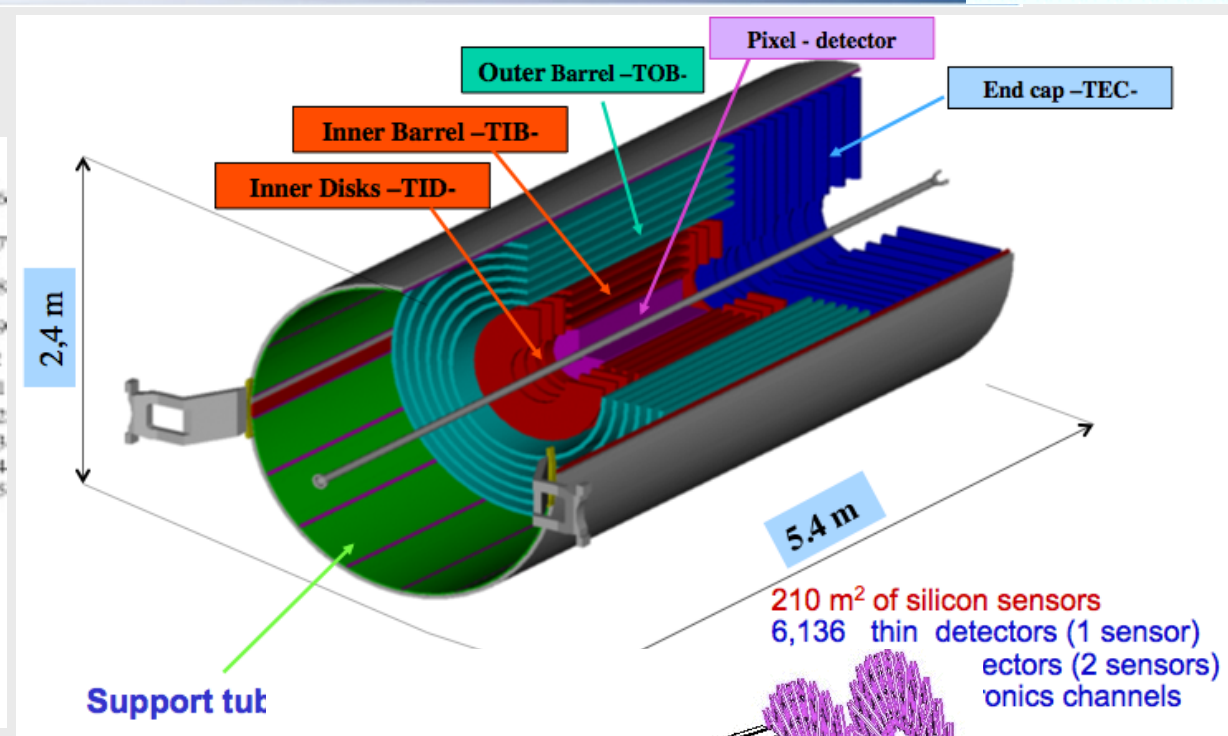 Pixel - detector
Outer Barrel –TOB-
End cap –TEC-
Inner Barrel –TIB-
Inner Disks –TID-
2,4 m
5.4 m
210 m² of silicon sensors
6,136 thin detectors (1 sensor)
ectors (2 sensors)
ronics channels
Support tub